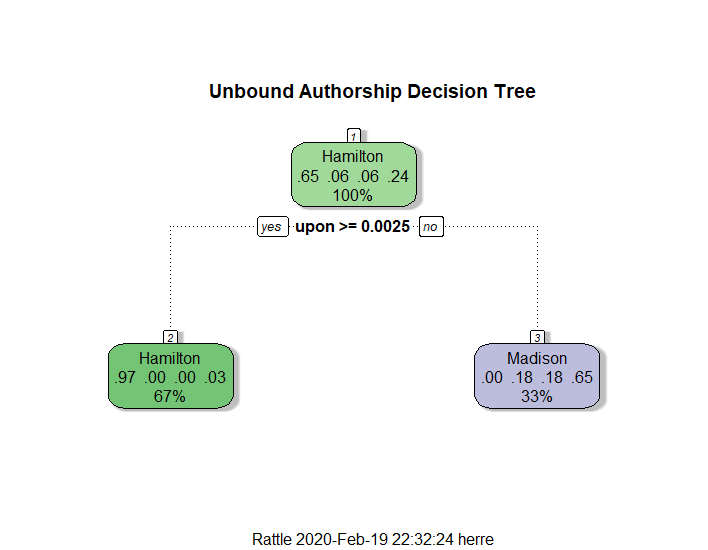 Unbound Authorship Decision Tree
1
Hamilton
.65 .06 .06 .24
100%
yes upon >= 0.0025 no
2
Hamilton
.97 .00 .00 .03
67%
3
Madison
.00 .18 .18 .65
33%
Rattle 2020-Feb-19 22:32:24 herre